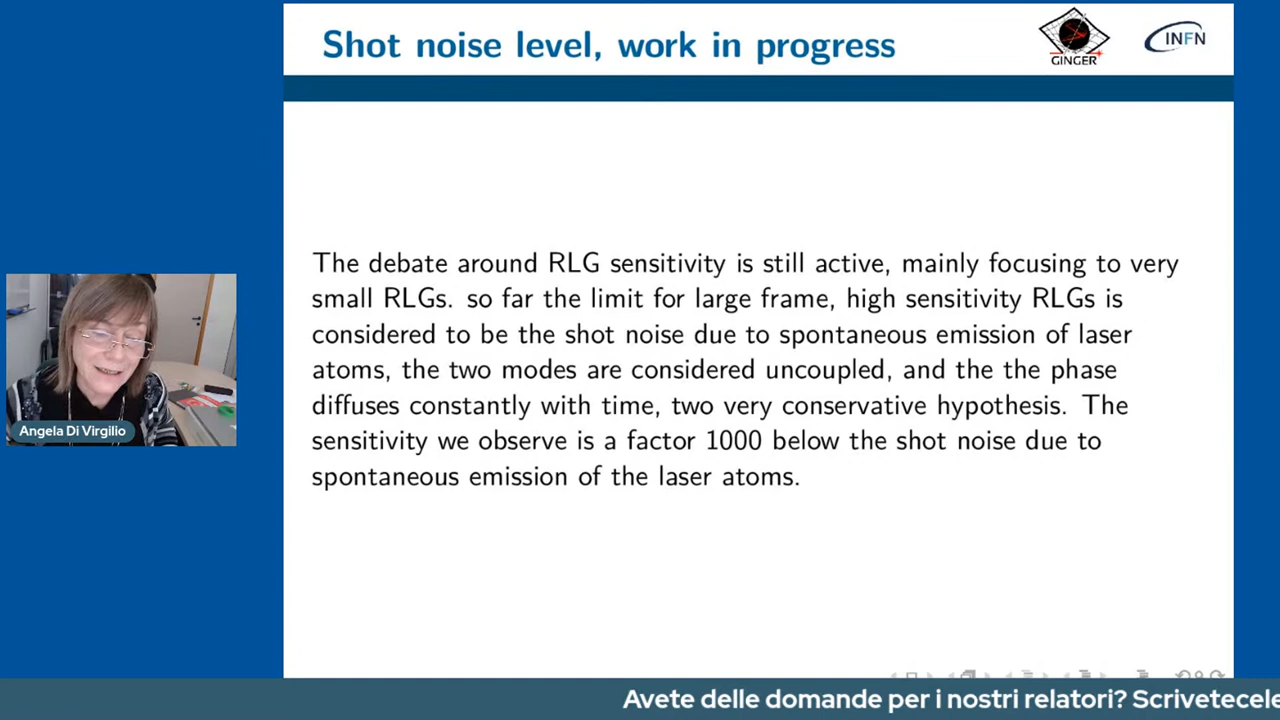 Shot noise level, work in progress
GINGER
INFN
The debate around RLG sensitivity is still active, mainly focusing to very
small RLGs. so far the limit for large frame, high sensitivity RLGs is
considered to be the shot noise due to spontaneous emission of laser
atoms, the two modes are considered uncoupled, and the the phase
diffuses constantly with time, two very conservative hypothesis. The
sensitivity we observe is a factor 1000 below the shot noise due to
spontaneous emission of the laser atoms.
Angela Di Virgilio
Avete delle domande per i nostri relatori? Scrivetecele